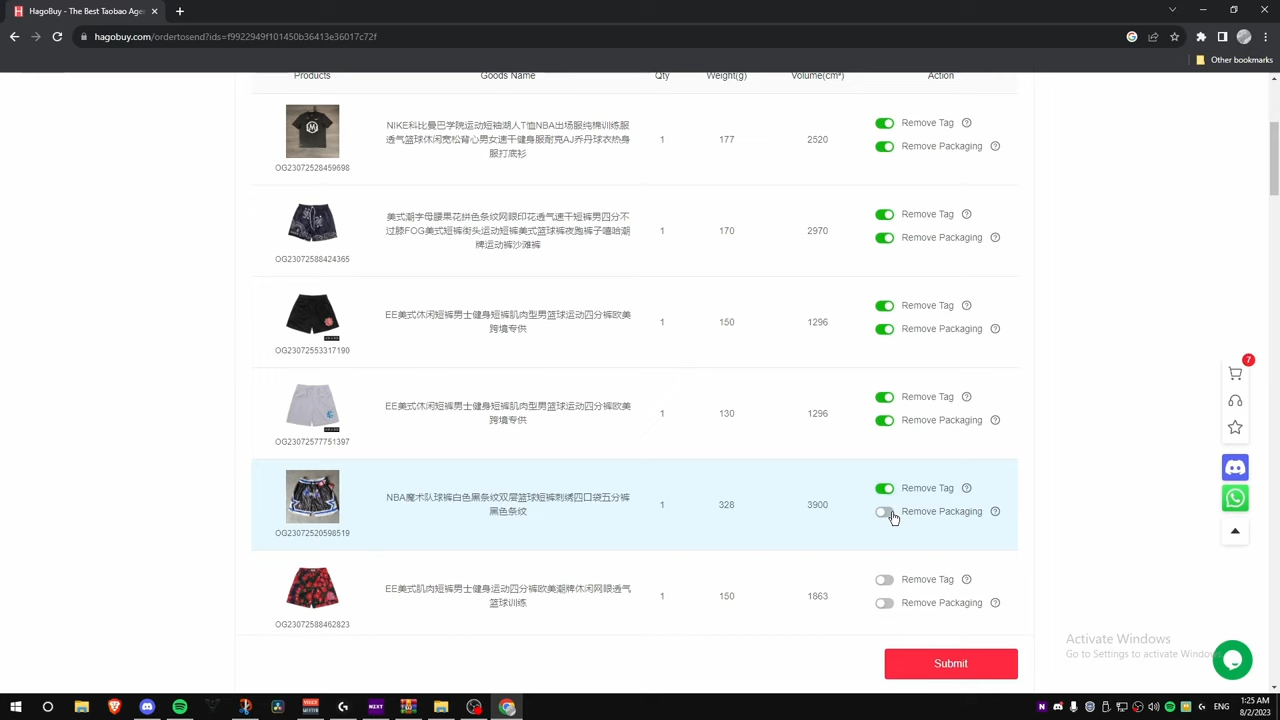 HagoBuy - The Best Taobao Age
hagobuy.com/ordertosend?ids=f9922949f101450b36413e36017c72f
Other bookmarks
Products Goods Name Qty Weight(g) Volume(cm³) Action
NIKE科比曼巴学院运动短袖湖人T恤NBA出场服纯棉训练服
透气篮球休闲宽松背心男女速干健身服耐克AJ乔丹球衣热身
服打底衫
1 177 2520
Remove Tag
Remove Packaging
OG23072528459698
美式潮字母腰果花拼色条纹网眼印花透气速干短裤男四分不
过膝FOG美式短裤街头运动短裤美式篮球裤夜跑裤子嘻哈潮
牌运动裤沙滩裤
1 170 2970
Remove Tag
Remove Packaging
OG23072588424365
EE美式休闲短裤男士健身短裤肌肉型男篮球运动四分裤欧美
跨境专供
1 150 1296
Remove Tag
Remove Packaging
OG23072553317190
EE美式休闲短裤男士健身短裤肌肉型男篮球运动四分裤欧美
跨境专供
1 130 1296
Remove Tag
Remove Packaging
OG23072577751397
NBA魔术队球裤白色黑条纹双层篮球短裤刺绣四口袋五分裤
黑色条纹
1 328 3900
Remove Tag
Remove Packaging
OG23072520598519
EE美式肌肉短裤男士健身运动四分裤欧美潮牌休闲网眼透气
篮球训练
1 150 1863
Remove Tag
Remove Packaging
OG23072588462823
Submit
7
Activate Windows
Go to Settings to activate Windows
NZXT
ENG
1:25 AM
8/2/2023